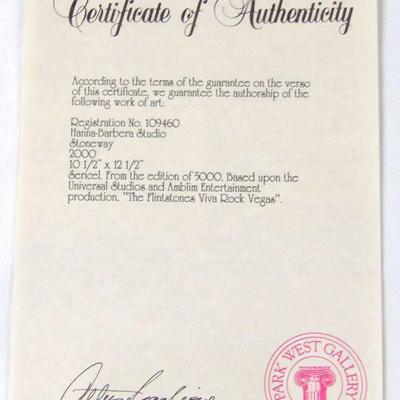 Certificate of Authenticity
According to the terms of the guarantee on the verso
of this certificate, we guarantee the authorship of the
following work of art:
Registration No. 109460
Hanna-Barbera Studio
Stoneway
2000
10 1/2" x 12 1/2"
Sericel. From the edition of 5000. Based upon the
Universal Studios and Amblim Entertainment
production, "The Flintstones Viva Rock Vegas".
PARK WEST GALLERY